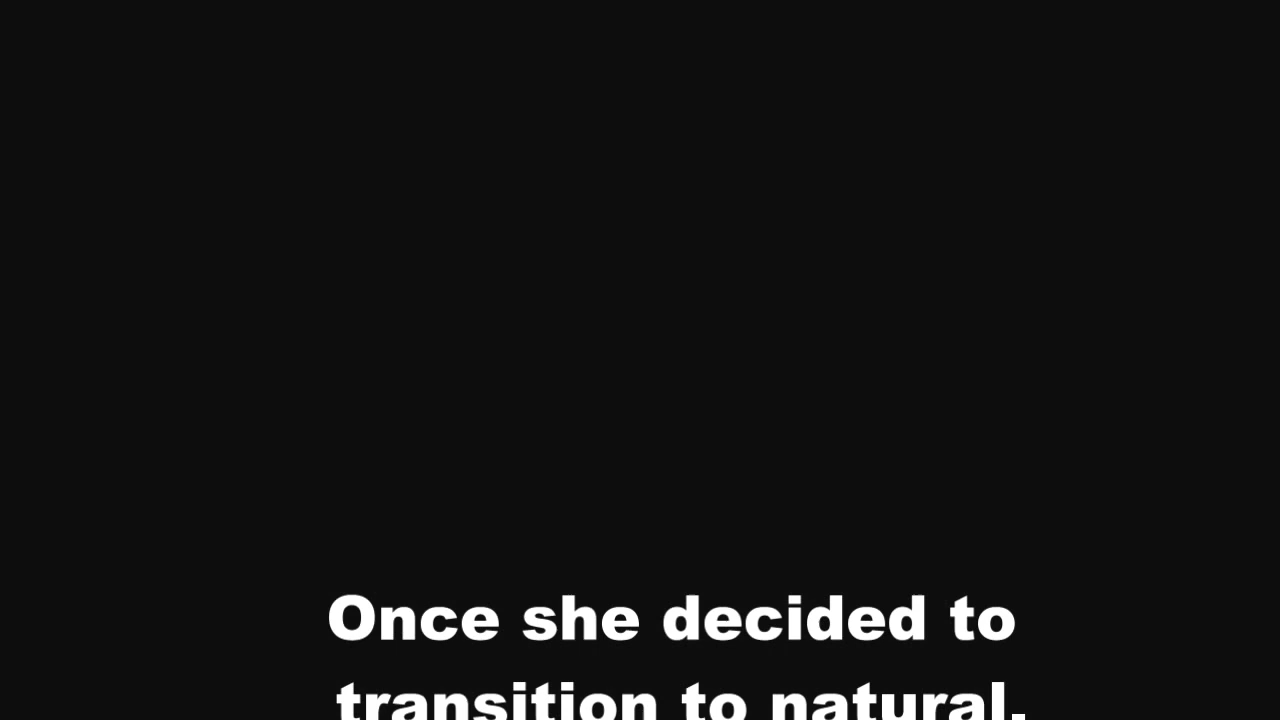 Once she decided to
transition to natural,